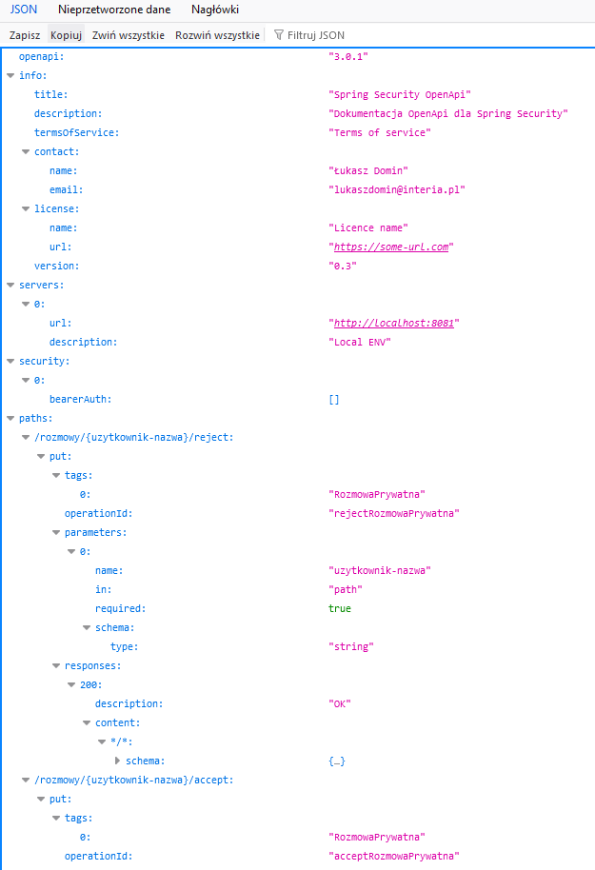 JSON Nieprzetworzone dane Nagłówki
Zapisz Kopiuj Zwiń wszystkie Rozwiń wszystkie Filtruj JSON
openapi: "3.0.1"
info:
title: "Spring Security OpenApi"
description: "Dokumentacja OpenApi dla Spring Security"
termsOfService: "Terms of service"
contact:
name: "Łukasz Domin"
email: "lukaszdomin@interia.pl"
license:
name: "Licence name"
url: "https://some-url.com"
version: "0.3"
servers:
0:
url: "http://localhost:8081"
description: "Local ENV"
security:
0:
bearerAuth: []
paths:
/rozmowy/{uzytkownik-nazwa}/reject:
put:
tags:
0: "RozmowaPrywatna"
operationId: "rejectRozmowaPrywatna"
parameters:
0:
name: "uzytkownik-nazwa"
in: "path"
required: true
schema:
type: "string"
responses:
200:
description: "OK"
content:
*/*:
schema: {…}
/rozmowy/{uzytkownik-nazwa}/accept:
put:
tags:
0: "RozmowaPrywatna"
operationId: "acceptRozmowaPrywatna"